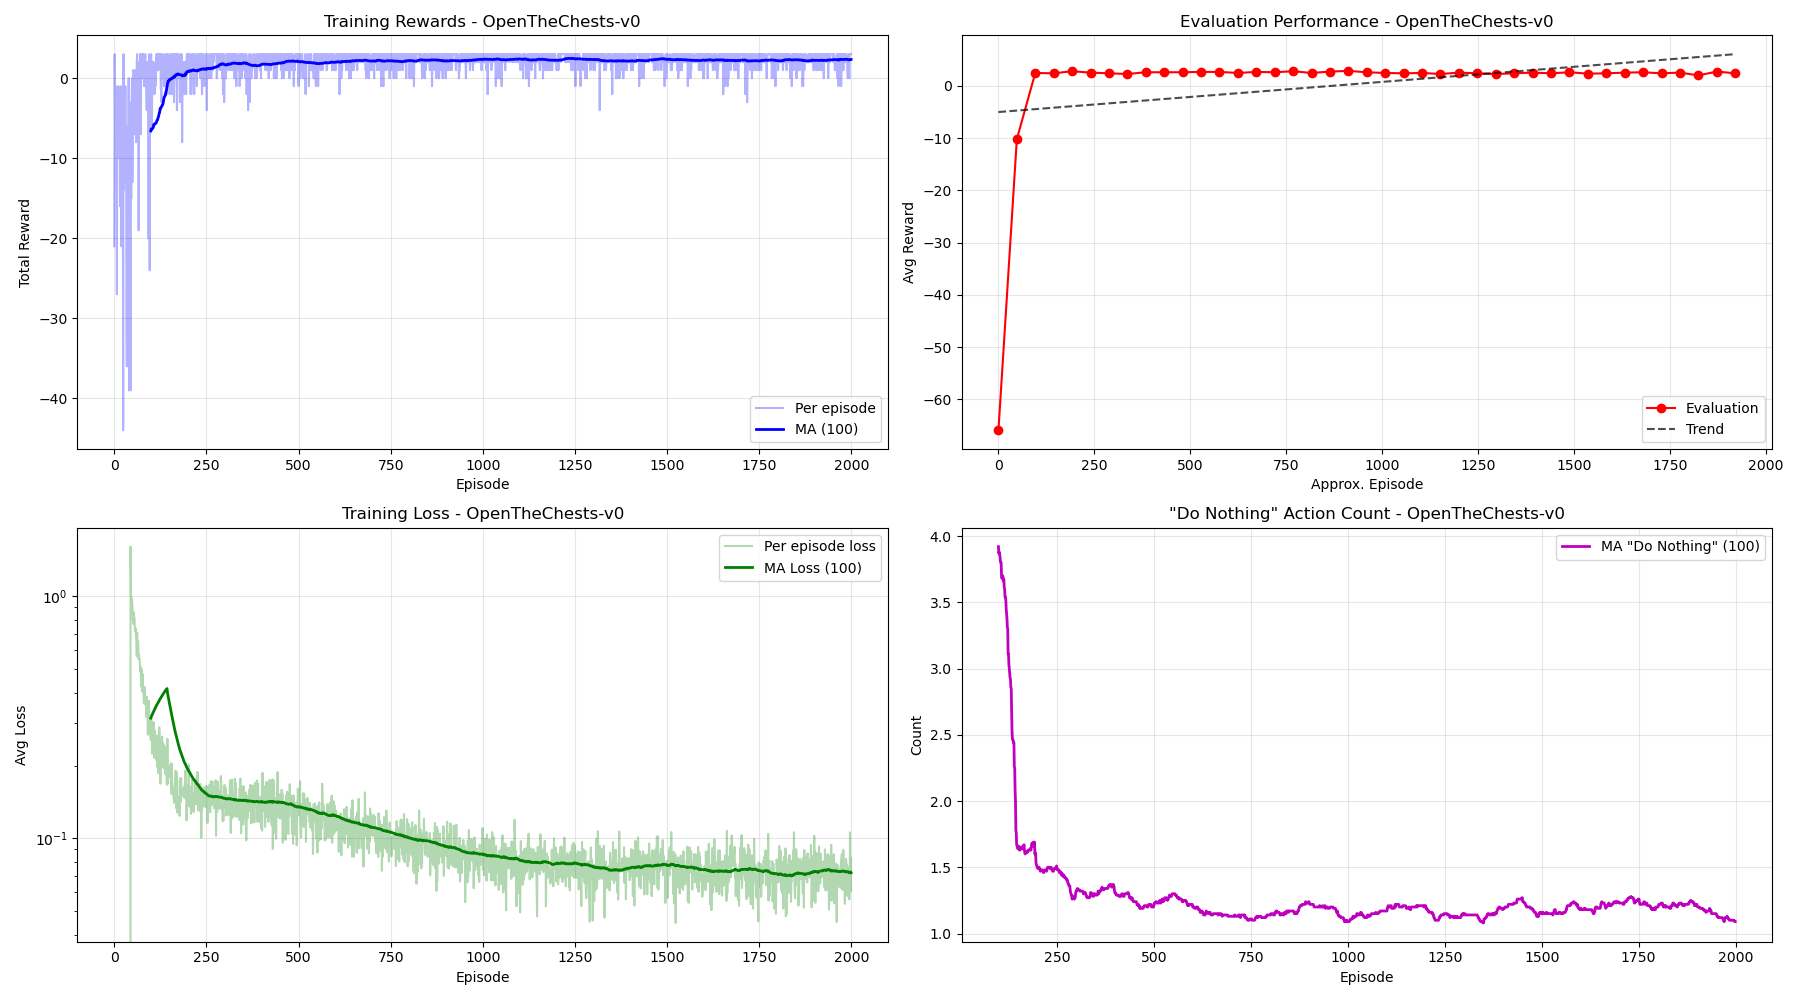 Training Rewards - OpenTheChests-v0
0
−10
−20
−30
−40
Total Reward
0 250 500 750 1000 1250 1500 1750 2000
Episode
Per episode
MA (100)
Evaluation Performance - OpenTheChests-v0
0
−10
−20
−30
−40
−50
−60
Avg Reward
0 250 500 750 1000 1250 1500 1750 2000
Approx. Episode
Evaluation
Trend
Training Loss - OpenTheChests-v0
10⁰
10⁻¹
Avg Loss
0 250 500 750 1000 1250 1500 1750 2000
Episode
Per episode loss
MA Loss (100)
"Do Nothing" Action Count - OpenTheChests-v0
4.0
3.5
3.0
2.5
2.0
1.5
1.0
Count
250 500 750 1000 1250 1500 1750 2000
Episode
MA "Do Nothing" (100)